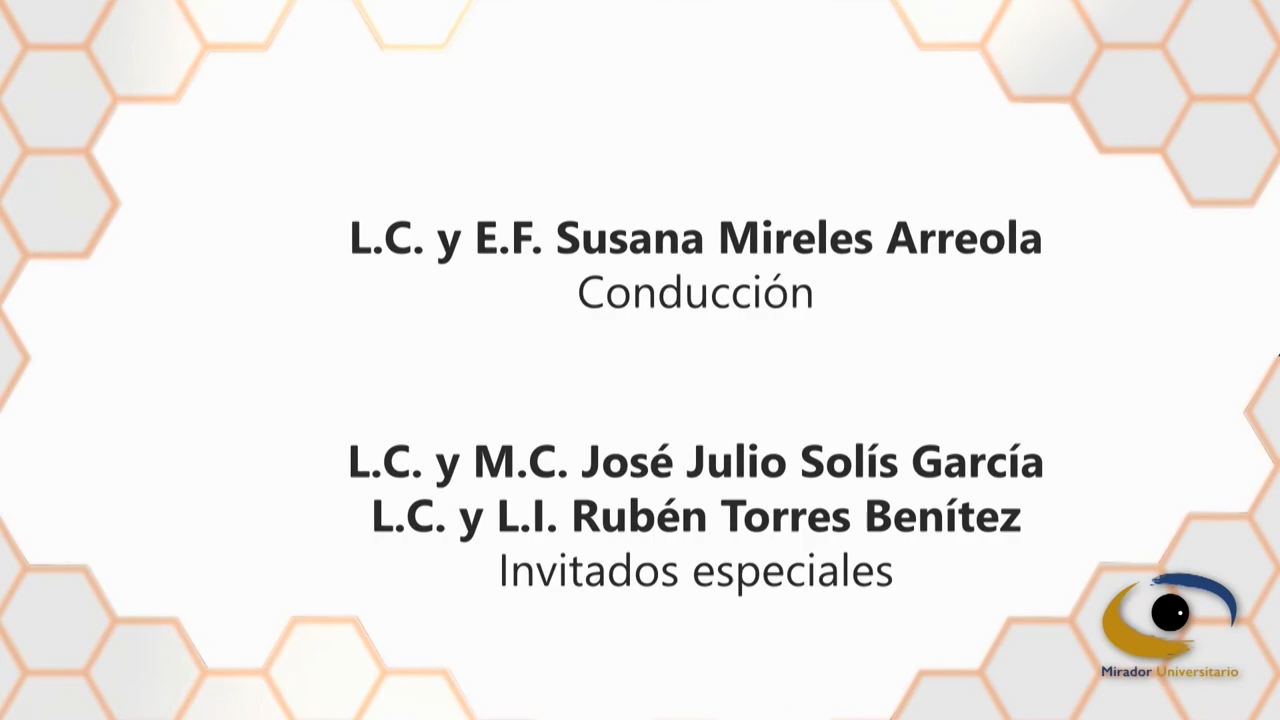 L.C. y E.F. Susana Mireles Arreola
Conducción
L.C. y M.C. José Julio Solís García
L.C. y L.I. Rubén Torres Benítez
Invitados especiales
Mirador Universitario